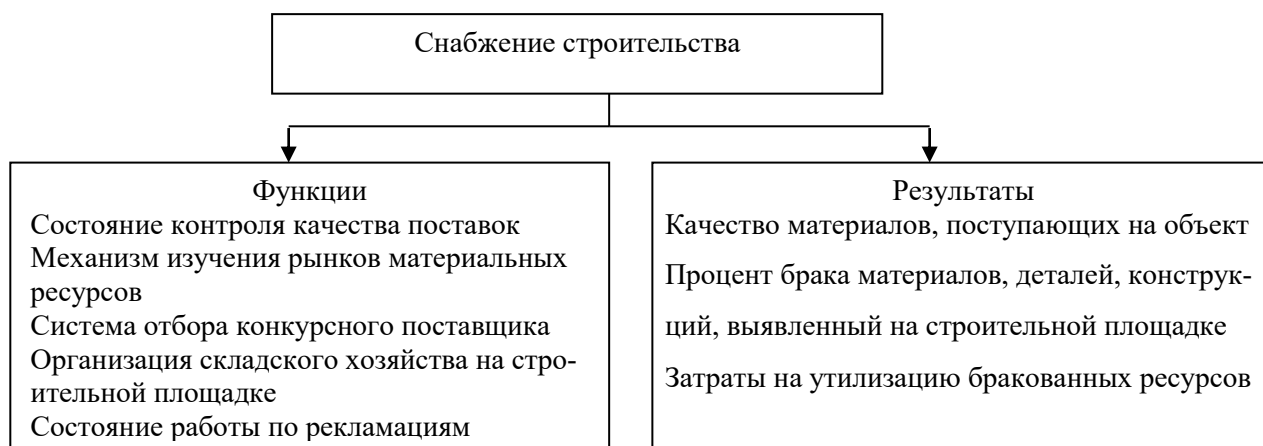 Снабжение строительства
Функции
Состояние контроля качества поставок
Механизм изучения рынков материальных
ресурсов
Система отбора конкурсного поставщика
Организация складского хозяйства на стро-
ительной площадке
Состояние работы по рекламациям
Результаты
Качество материалов, поступающих на объект
Процент брака материалов, деталей, конструк-
ций, выявленный на строительной площадке
Затраты на утилизацию бракованных ресурсов